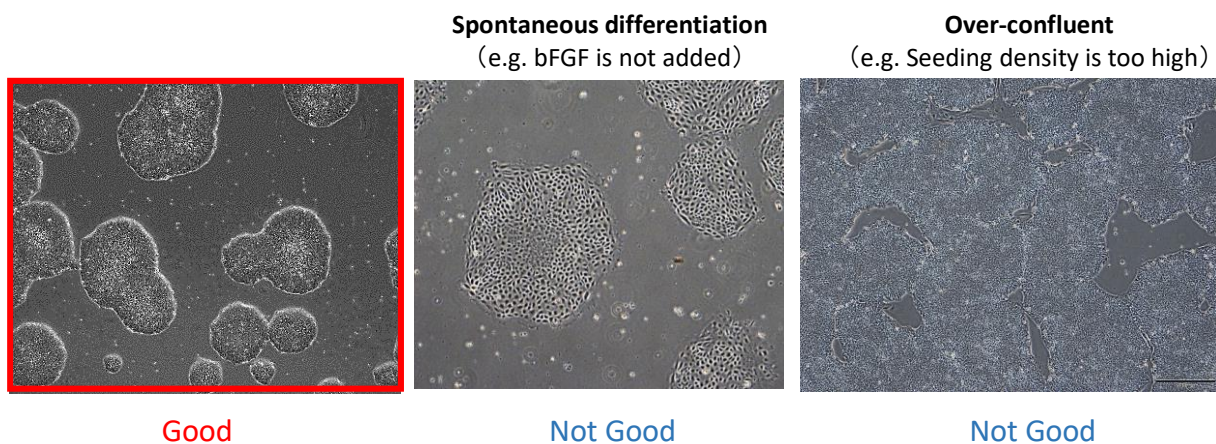 Spontaneous differentiation
（e.g. bFGF is not added）
Over-confluent
（e.g. Seeding density is too high）
Good
Not Good
Not Good